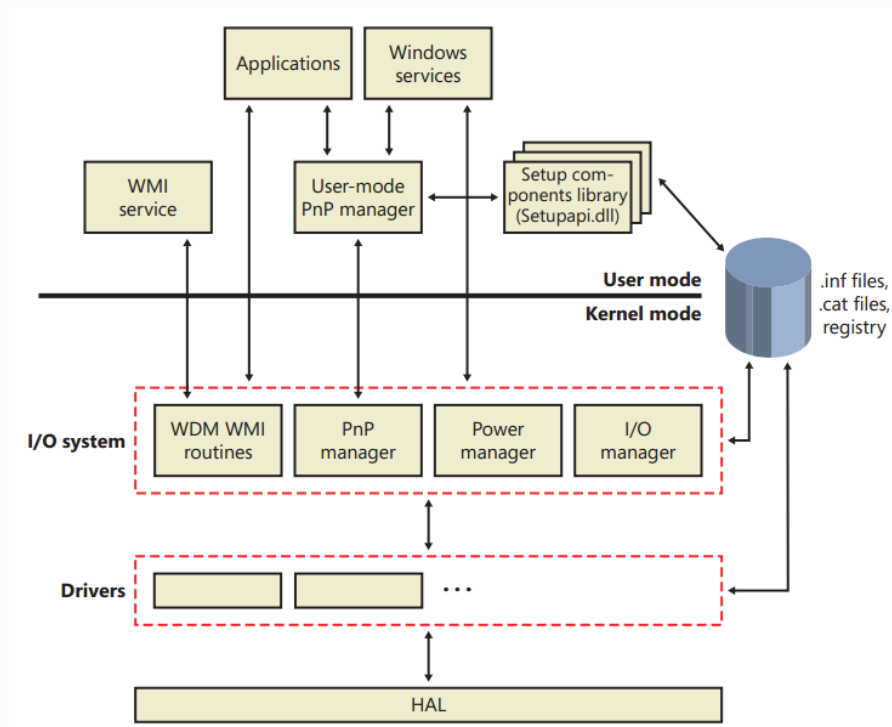 Applications
Windows
services
WMI
service
User-mode
PnP manager
Setup com-
ponents library
(Setupapi.dll)
User mode
Kernel mode
.inf files,
.cat files,
registry
I/O system
WDM WMI
routines
PnP
manager
Power
manager
I/O
manager
Drivers
...
HAL